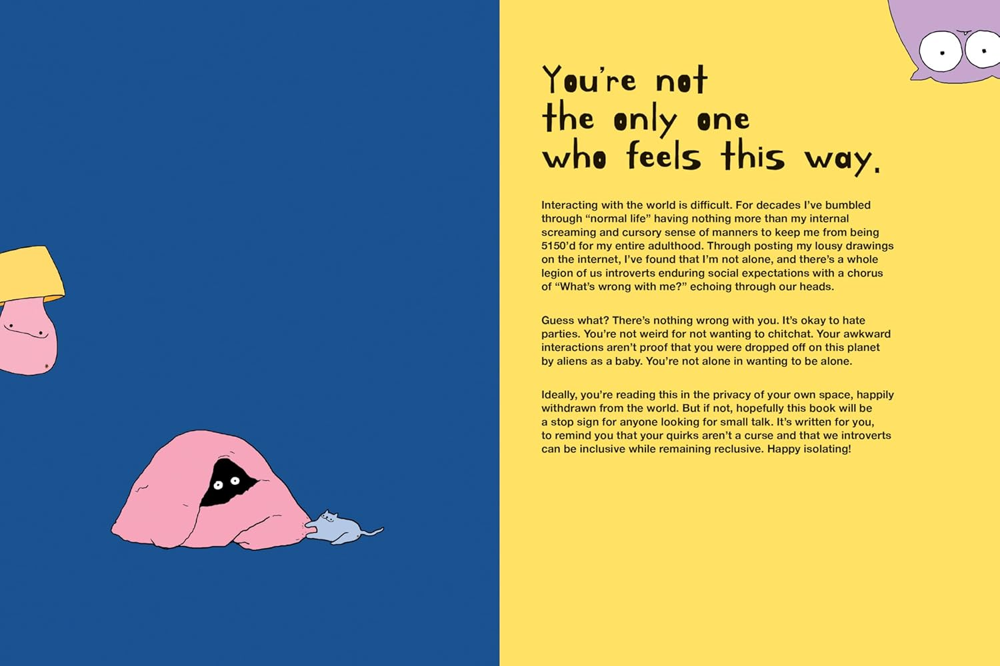 You're not
the only one
who feels this way.
Interacting with the world is difficult. For decades I've bumbled
through “normal life” having nothing more than my internal
screaming and cursory sense of manners to keep me from being
5150'd for my entire adulthood. Through posting my lousy drawings
on the internet, I've found that I'm not alone, and there's a whole
legion of us introverts enduring social expectations with a chorus
of “What's wrong with me?” echoing through our heads.
Guess what? There's nothing wrong with you. It's okay to hate
parties. You're not weird for not wanting to chitchat. Your awkward
interactions aren't proof that you were dropped off on this planet
by aliens as a baby. You're not alone in wanting to be alone.
Ideally, you're reading this in the privacy of your own space, happily
withdrawn from the world. But if not, hopefully this book will be
a stop sign for anyone looking for small talk. It's written for you,
to remind you that your quirks aren't a curse and that we introverts
can be inclusive while remaining reclusive. Happy isolating!